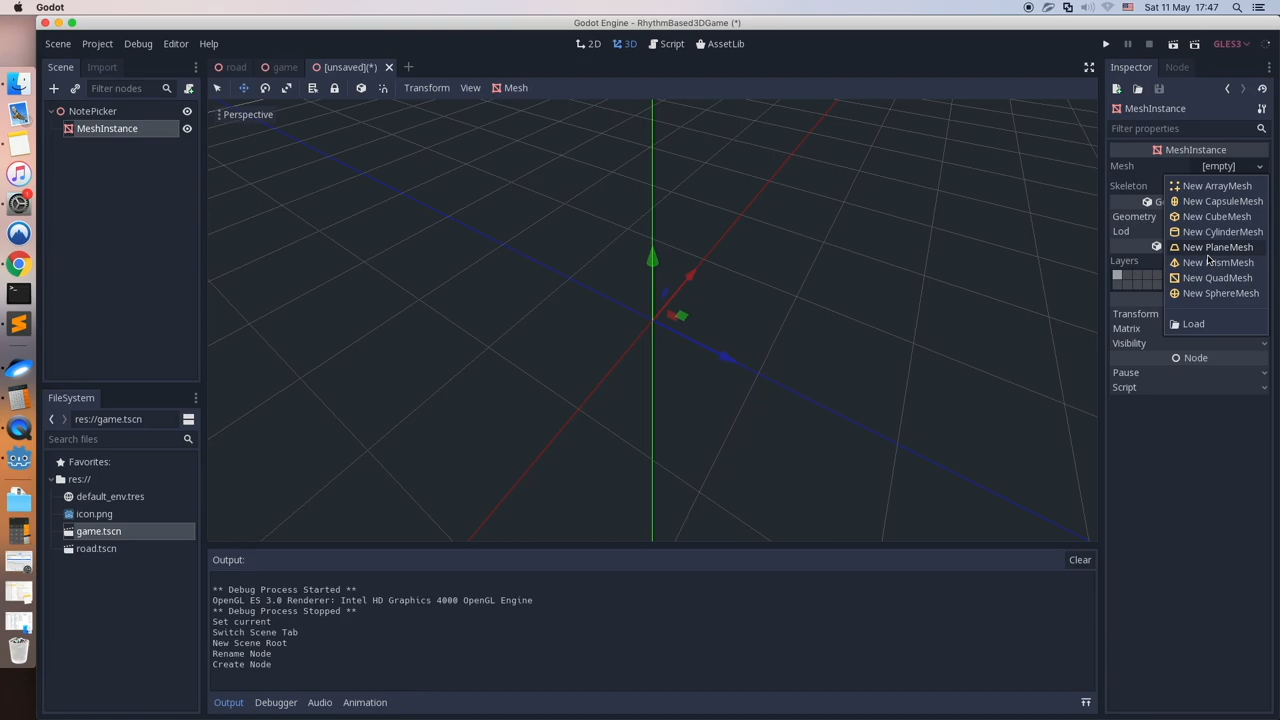 Godot
Sat 11 May 17:47
Godot Engine - RhythmBased3DGame (*)
Scene Project Debug Editor Help
2D 3D Script AssetLib
GLES3
Scene Import
road game [unsaved](*)
Inspector Node
Filter nodes
Transform View Mesh
NotePicker
MeshInstance
Perspective
MeshInstance
Filter properties
MeshInstance
Mesh [empty]
Skeleton
Geometry
Lod
Layers
Transform
Matrix
Visibility
Node
Pause
Script
New ArrayMesh
New CapsuleMesh
New CubeMesh
New CylinderMesh
New PlaneMesh
New PrismMesh
New QuadMesh
New SphereMesh
Load
FileSystem
res://game.tscn
Search files
Favorites:
res://
default_env.tres
icon.png
game.tscn
road.tscn
Output: Clear
** Debug Process Started **
OpenGL ES 3.0 Renderer: Intel HD Graphics 4000 OpenGL Engine
** Debug Process Stopped **
Set current
Switch Scene Tab
New Scene Root
Rename Node
Create Node
Output Debugger Audio Animation